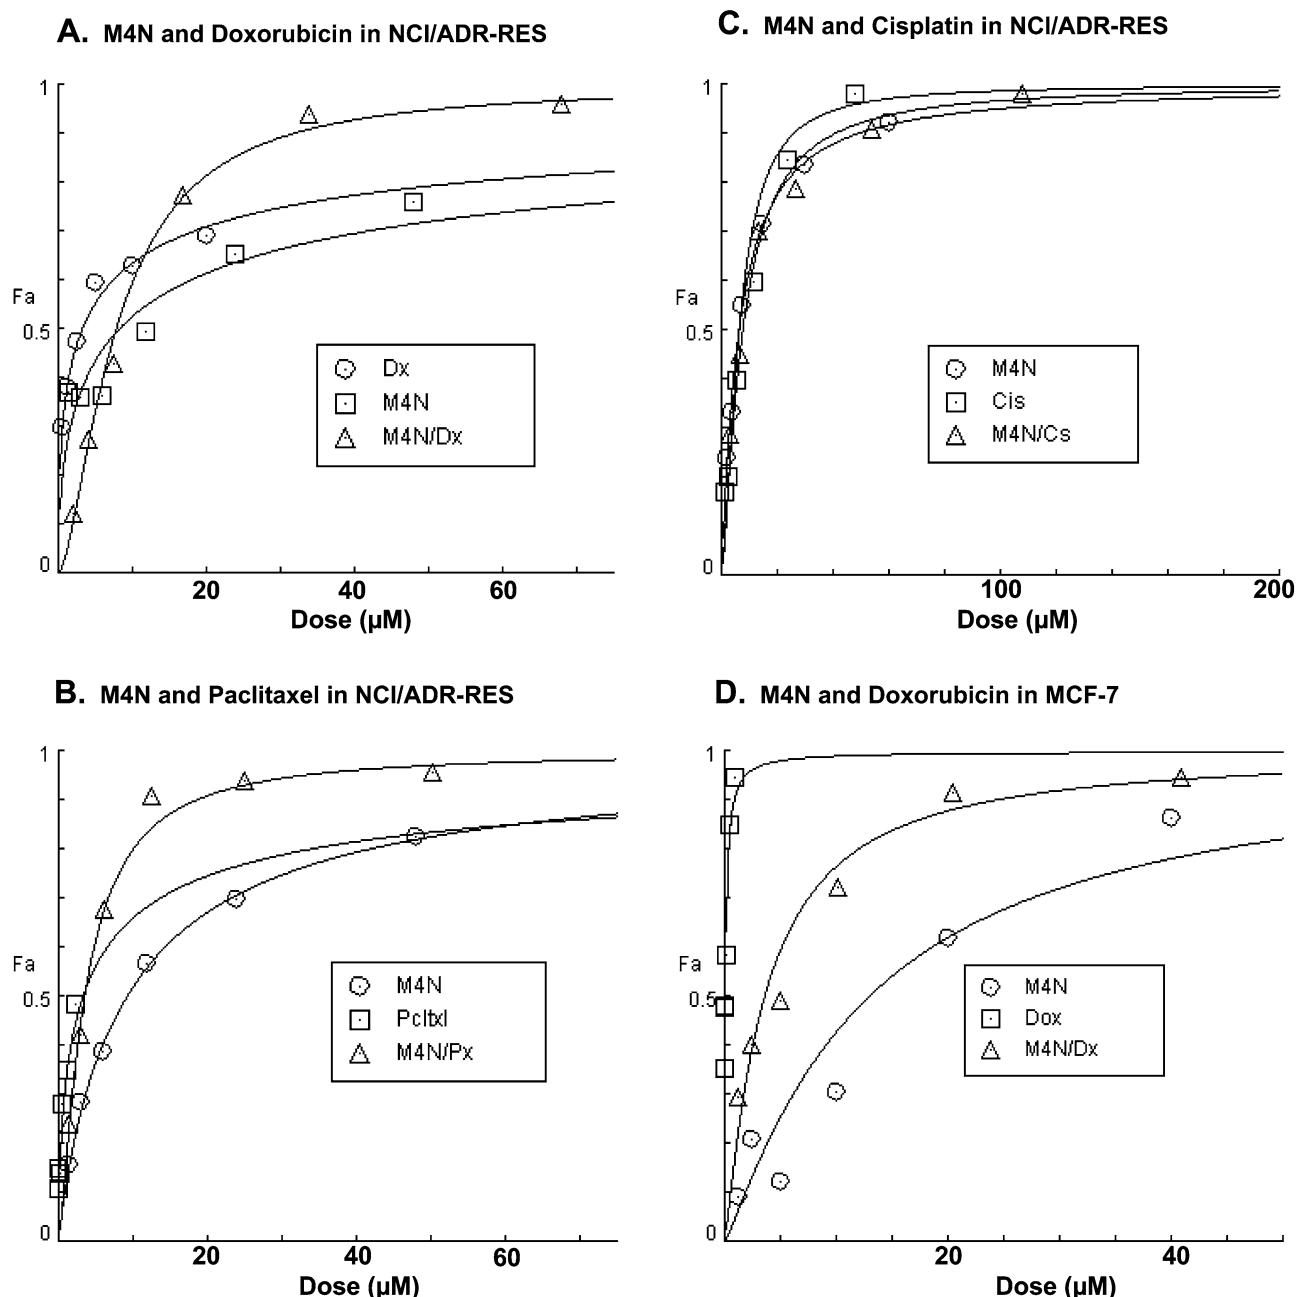 A. M4N and Doxorubicin in NCI/ADR-RES
1
Fa
0.5
0
Dx
M4N
M4N/Dx
20 40 60
Dose (µM)
C. M4N and Cisplatin in NCI/ADR-RES
1
Fa
0.5
0
M4N
Cis
M4N/Cs
100 200
Dose (µM)
B. M4N and Paclitaxel in NCI/ADR-RES
1
Fa
0.5
0
M4N
Pcltxl
M4N/Px
20 40 60
Dose (µM)
D. M4N and Doxorubicin in MCF-7
1
Fa
0.5
0
M4N
Dox
M4N/Dx
20 40
Dose (µM)